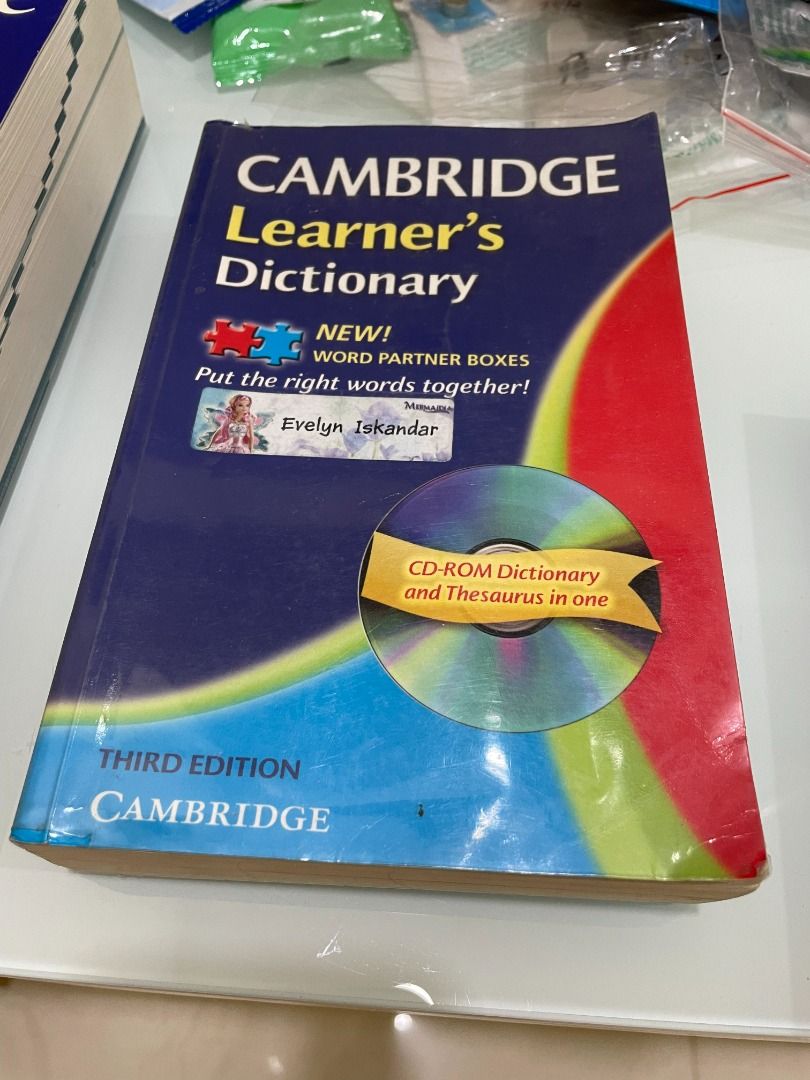 CAMBRIDGE
Learner's
Dictionary
NEW!
WORD PARTNER BOXES
Put the right words together!
MERMAIDIA
Evelyn Iskandar
CD-ROM Dictionary
and Thesaurus in one
THIRD EDITION
CAMBRIDGE